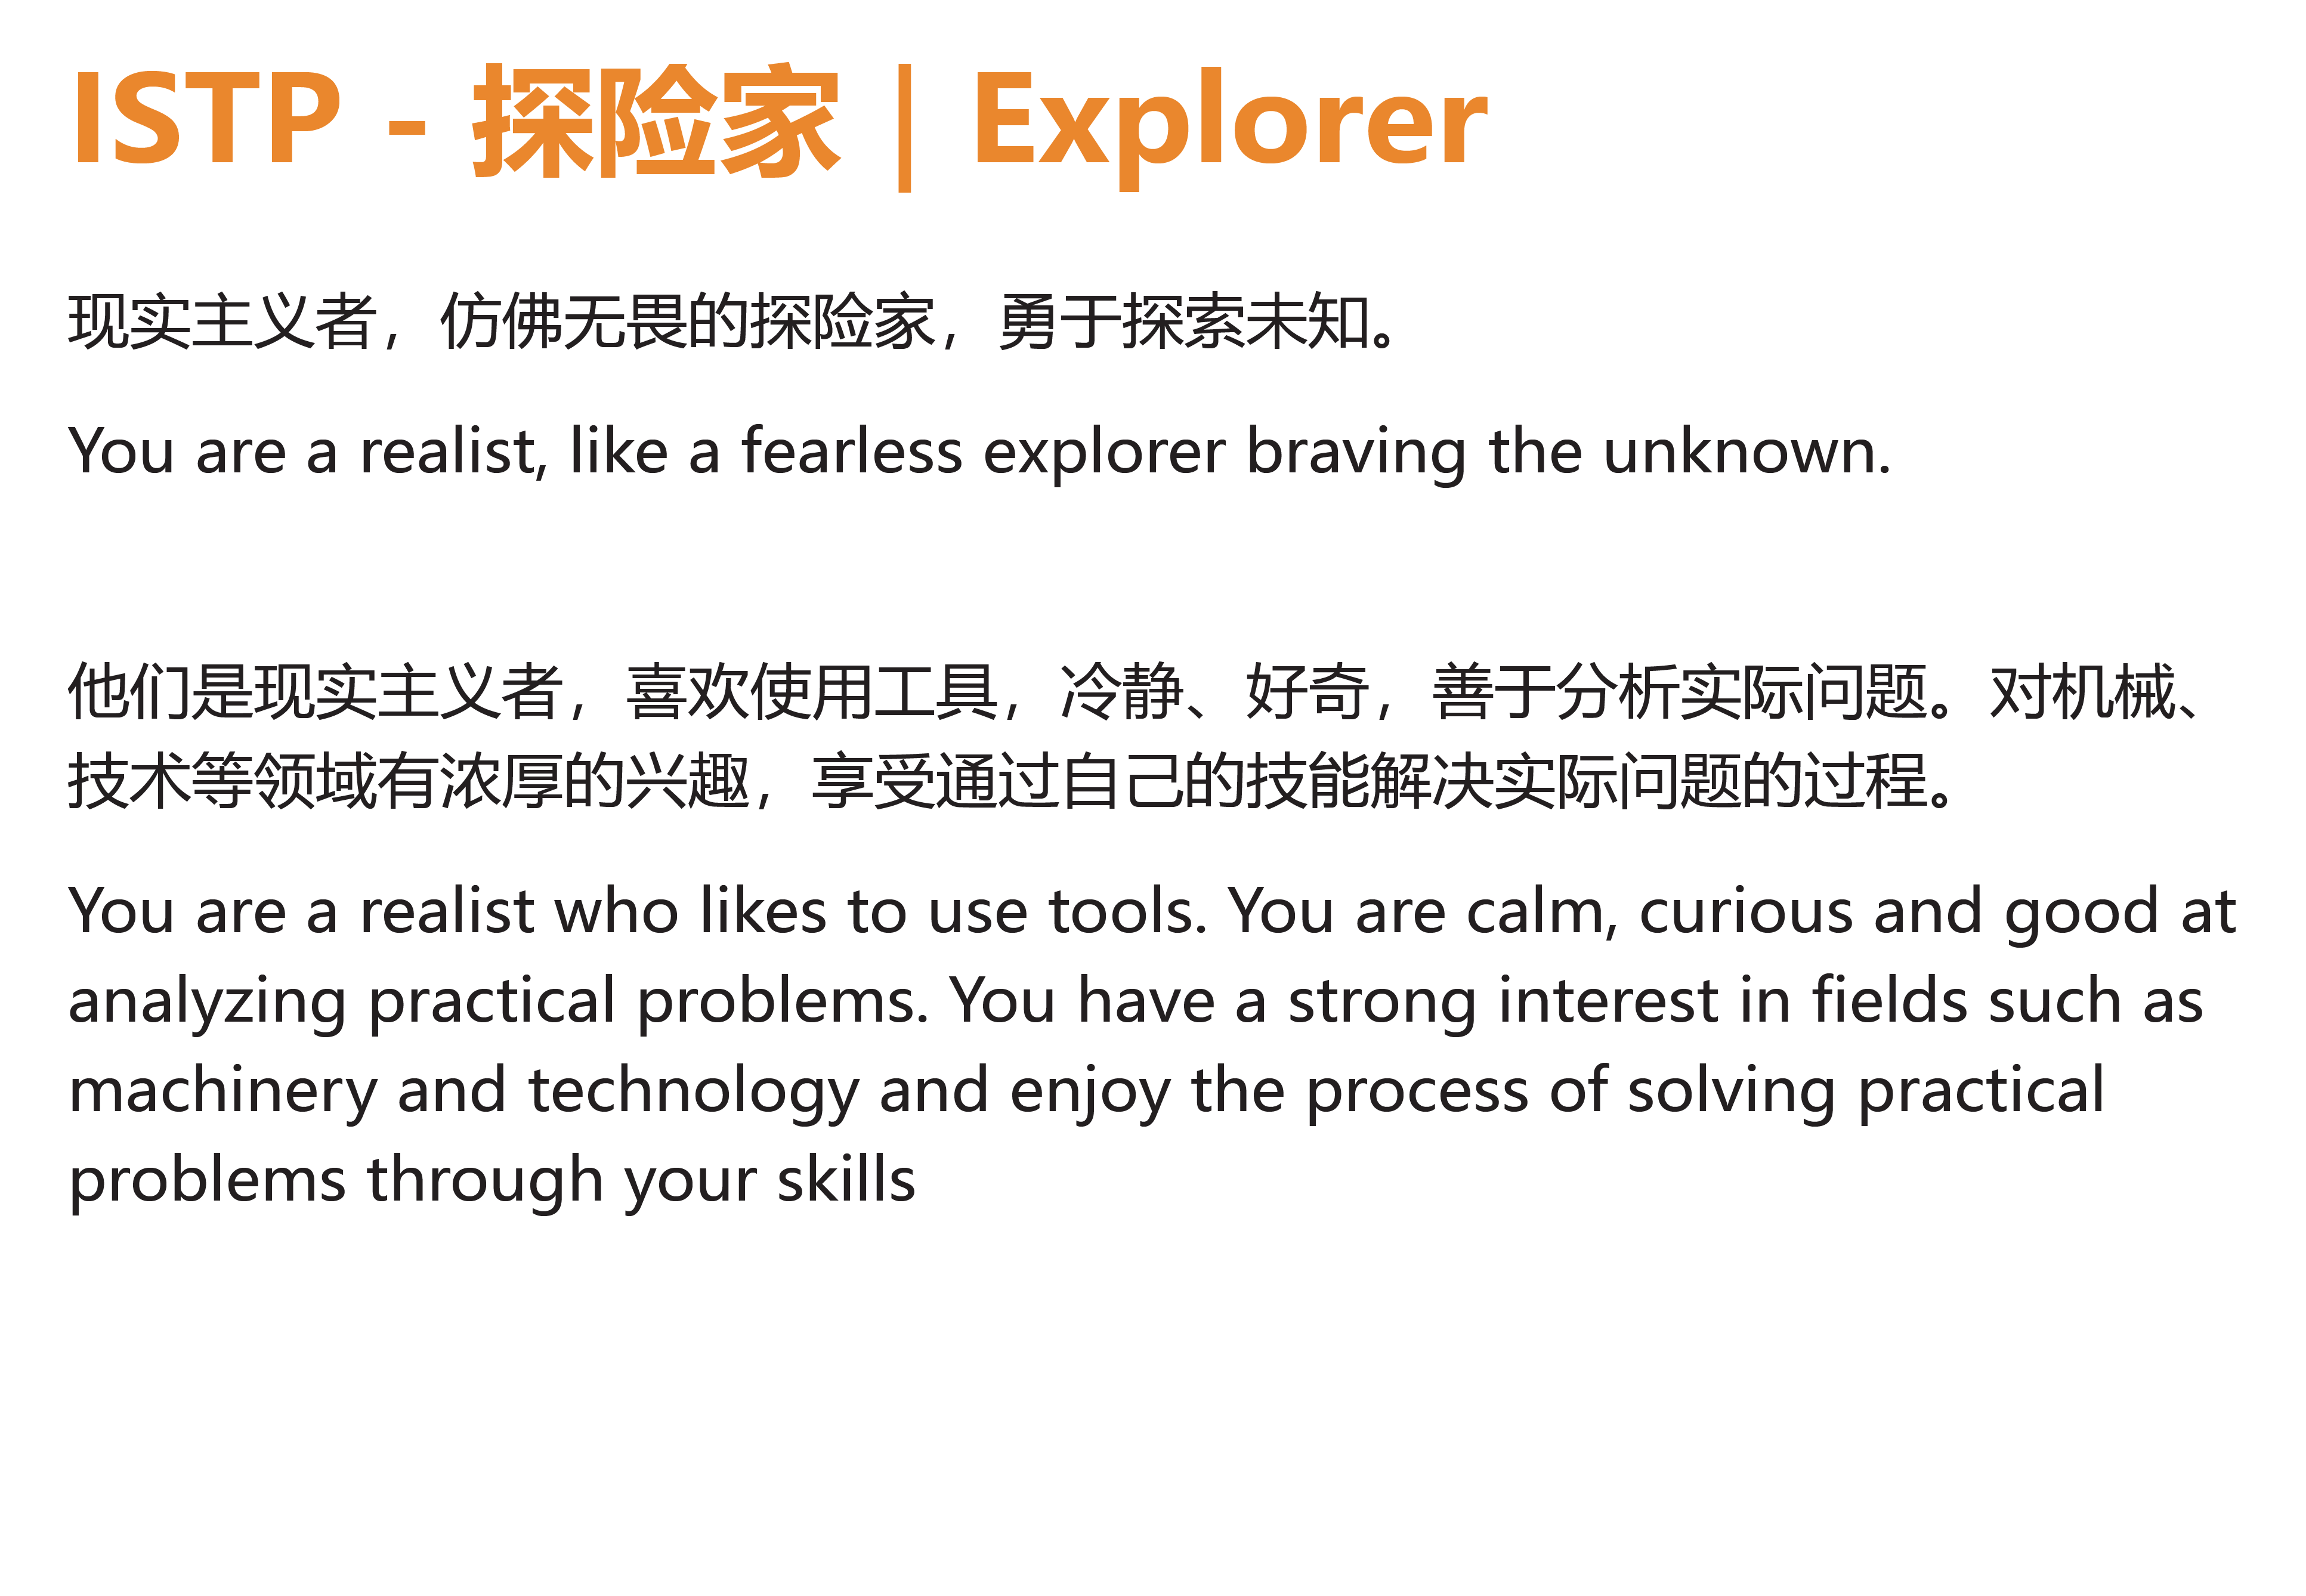 ISTP - 探险家 | Explorer
现实主义者，仿佛无畏的探险家，勇于探索未知。
You are a realist, like a fearless explorer braving the unknown.
他们是现实主义者，喜欢使用工具，冷静、好奇，善于分析实际问题。对机械、
技术等领域有浓厚的兴趣，享受通过自己的技能解决实际问题的过程。
You are a realist who likes to use tools. You are calm, curious and good at
analyzing practical problems. You have a strong interest in fields such as
machinery and technology and enjoy the process of solving practical
problems through your skills